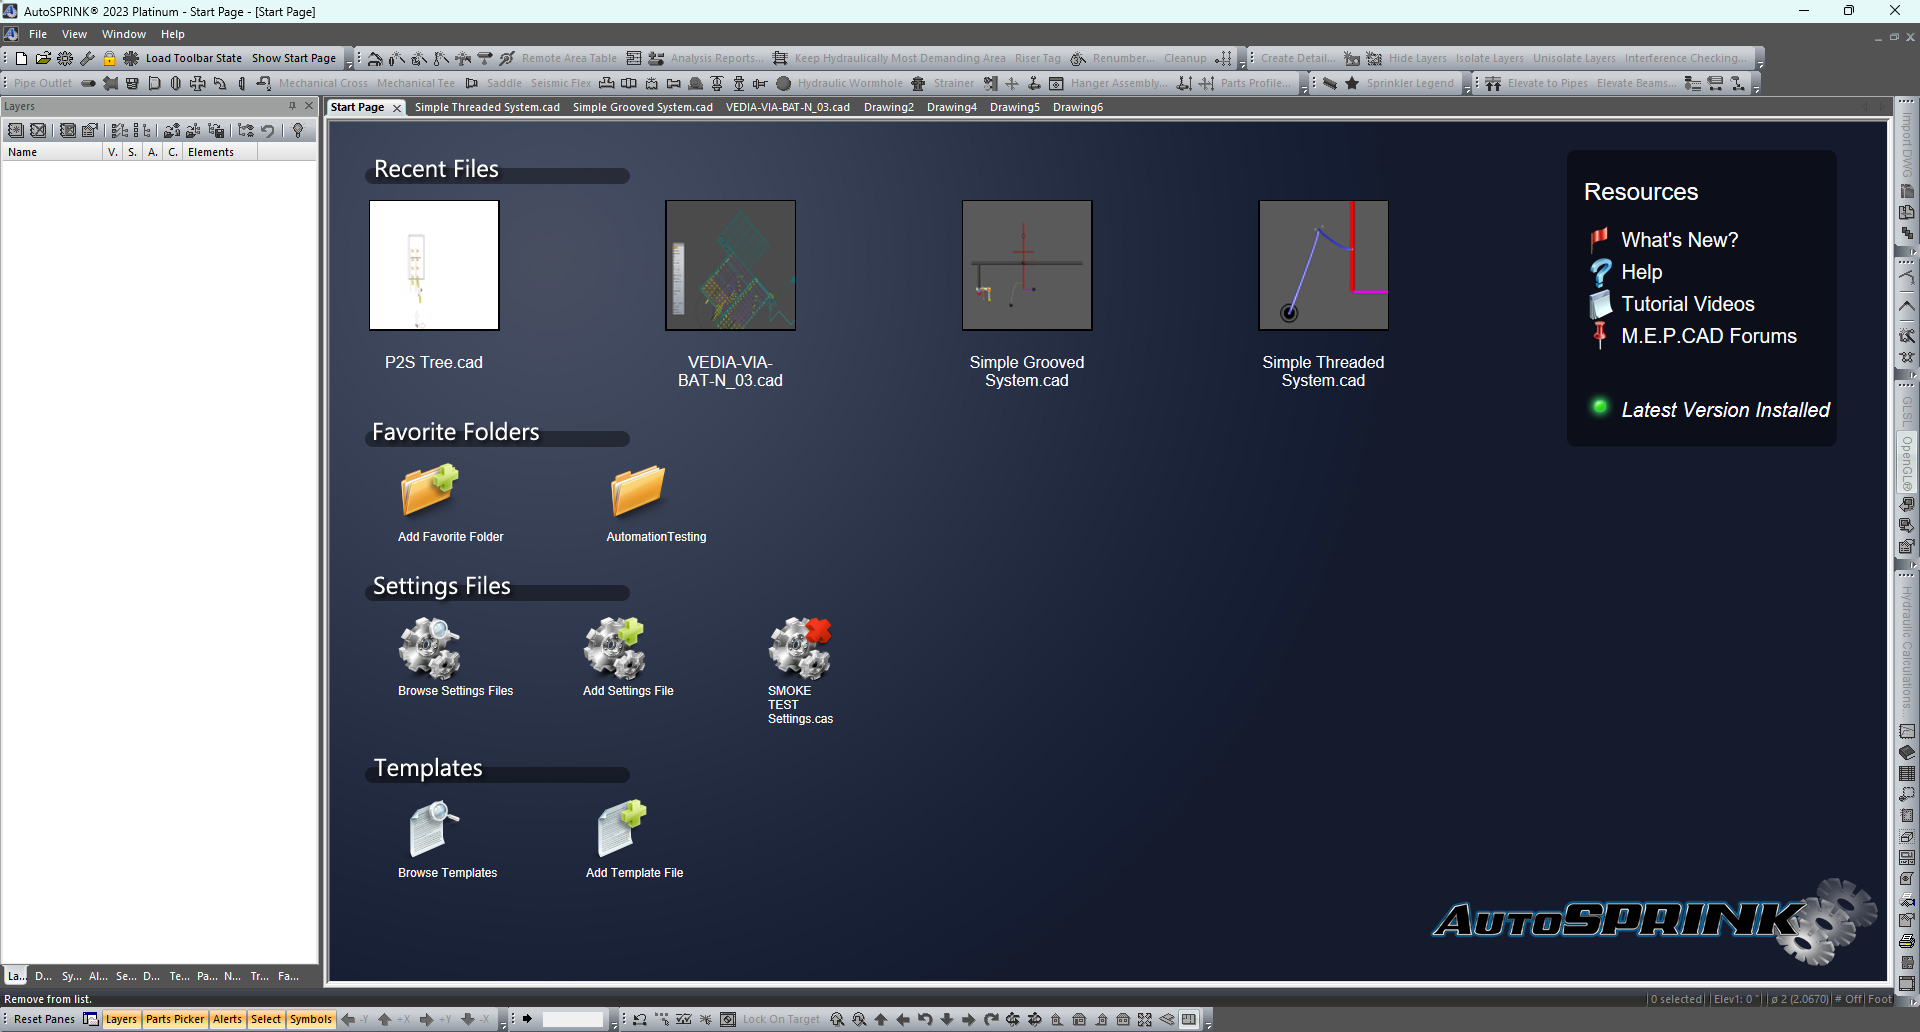 AutoSPRINK® 2023 Platinum - Start Page - [Start Page]
File View Window Help
Load Toolbar State Show Start Page Remote Area Table Analysis Reports... Keep Hydraulically Most Demanding Area Riser Tag Renumber... Cleanup Create Detail... Hide Layers Isolate Layers Unisolate Layers Interference Checking...
Pipe Outlet Mechanical Cross Mechanical Tee Saddle Seismic Flex Hydraulic Wormhole Strainer Hanger Assembly... Parts Profile... Sprinkler Legend Elevate to Pipes Elevate Beams...
Layers
Start Page Simple Threaded System.cad Simple Grooved System.cad VEDIA-VIA-BAT-N_03.cad Drawing2 Drawing4 Drawing5 Drawing6
Name V. S. A. C. Elements
Recent Files
P2S Tree.cad
VEDIA-VIA-
BAT-N_03.cad
Simple Grooved
System.cad
Simple Threaded
System.cad
Favorite Folders
Add Favorite Folder
AutomationTesting
Settings Files
Browse Settings Files
Add Settings File
SMOKE
TEST
Settings.cas
Templates
Browse Templates
Add Template File
Resources
What's New?
Help
Tutorial Videos
M.E.P.CAD Forums
Latest Version Installed
AUTOSPRINK
Import DWG
GLSL
OpenGL®
Hydraulic Calculations...
La... D... Sy... Al... Se... D... Te... Pa... N... Tr... Fa...
Remove from list.
0 selected Elev1: 0 " ø 2 (2.0670) # Off Foot
Reset Panes Layers Parts Picker Alerts Select Symbols -Y +X +Y -X Lock On Target